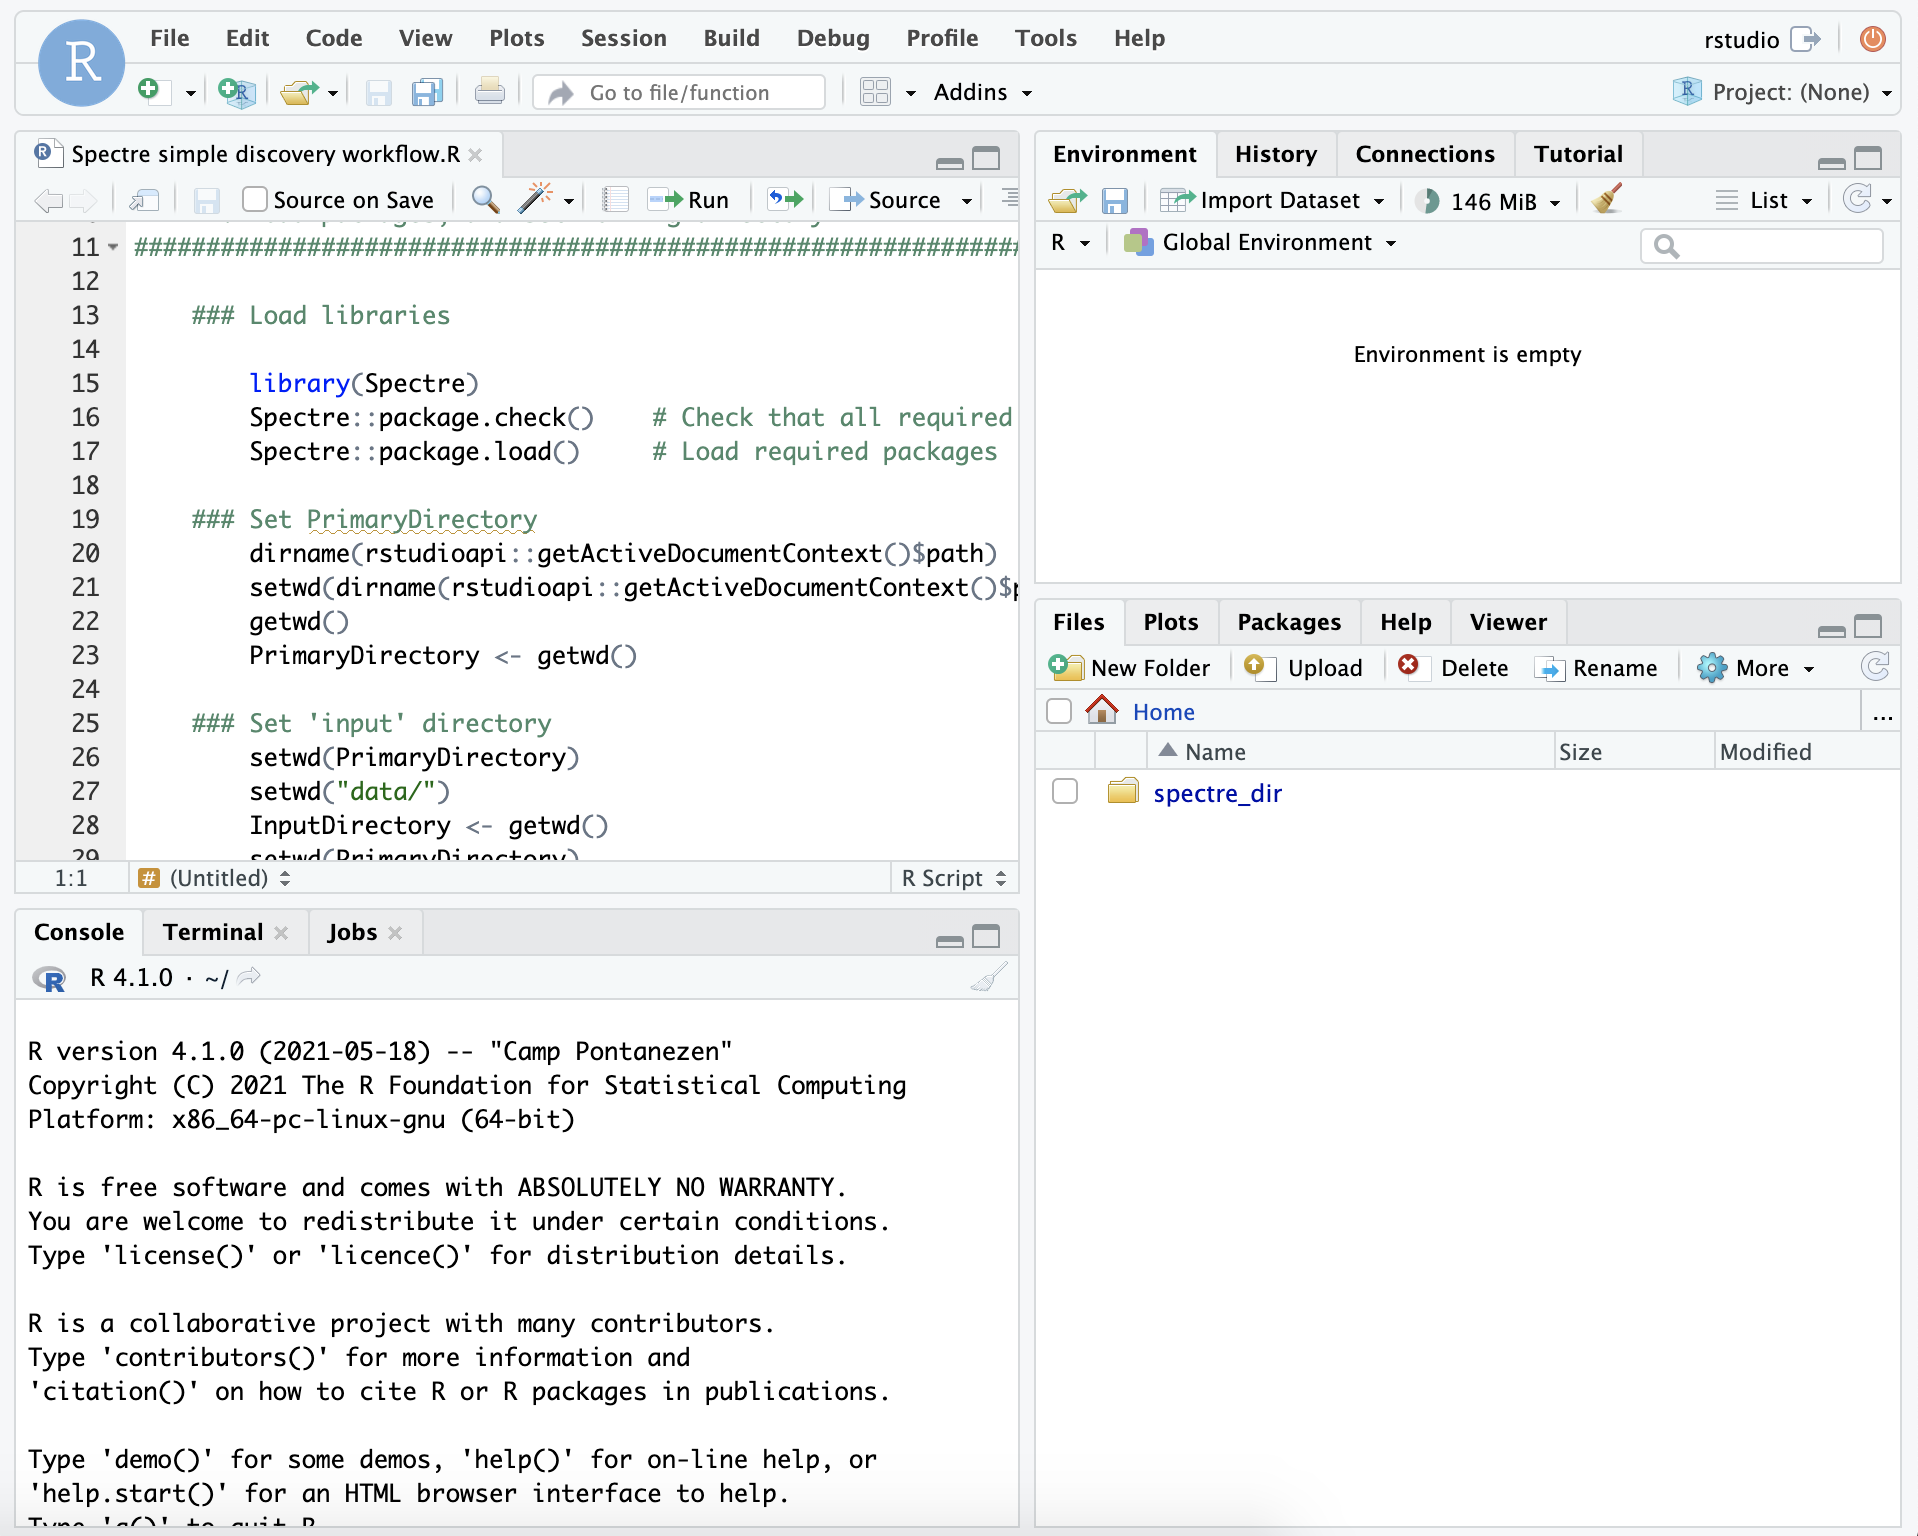 R
File Edit Code View Plots Session Build Debug Profile Tools Help
rstudio
Go to file/function
Addins
Project: (None)
Spectre simple discovery workflow.R
Source on Save
Run
Source
11 ##############################################################
12
13 ### Load libraries
14
15 library(Spectre)
16 Spectre::package.check() # Check that all required
17 Spectre::package.load() # Load required packages
18
19 ### Set PrimaryDirectory
20 dirname(rstudioapi::getActiveDocumentContext()$path)
21 setwd(dirname(rstudioapi::getActiveDocumentContext()$p
22 getwd()
23 PrimaryDirectory <- getwd()
24
25 ### Set 'input' directory
26 setwd(PrimaryDirectory)
27 setwd("data/")
28 InputDirectory <- getwd()
29 setwd(PrimaryDirectory)
1:1 # (Untitled) R Script
Console Terminal Jobs
R 4.1.0 · ~/
R version 4.1.0 (2021-05-18) -- "Camp Pontanezen"
Copyright (C) 2021 The R Foundation for Statistical Computing
Platform: x86_64-pc-linux-gnu (64-bit)
R is free software and comes with ABSOLUTELY NO WARRANTY.
You are welcome to redistribute it under certain conditions.
Type 'license()' or 'licence()' for distribution details.
R is a collaborative project with many contributors.
Type 'contributors()' for more information and
'citation()' on how to cite R or R packages in publications.
Type 'demo()' for some demos, 'help()' for on-line help, or
'help.start()' for an HTML browser interface to help.
Type 'q()' to quit R
Environment History Connections Tutorial
Import Dataset 146 MiB List
R Global Environment
Environment is empty
Files Plots Packages Help Viewer
New Folder Upload Delete Rename More
Home ...
Name Size Modified
spectre_dir